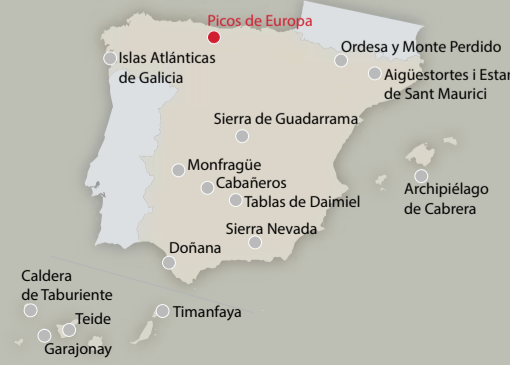 Picos de Europa
Ordesa y Monte Perdido
Islas Atlánticas
de Galicia
Aigüestortes i Estan
de Sant Maurici
Sierra de Guadarrama
Monfragüe
Cabañeros
Tablas de Daimiel
Archipiélago
de Cabrera
Sierra Nevada
Doñana
Caldera
de Taburiente
Timanfaya
Teide
Garajonay